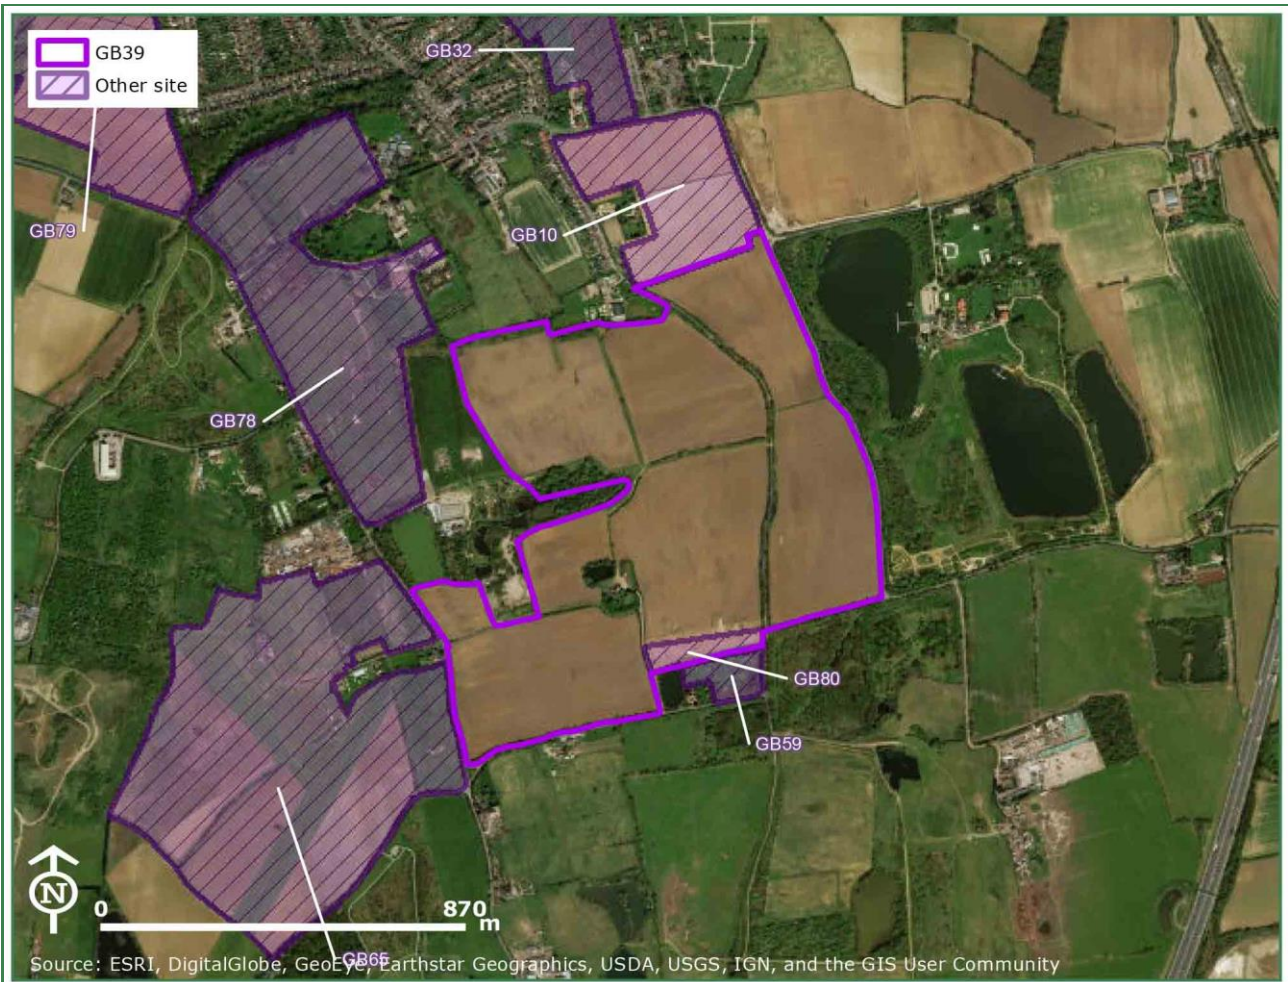 GB39
Other site
GB32
GB79
GB10
GB78
GB80
GB59
N
0 870 m
GB65
Source: ESRI, DigitalGlobe, GeoEye, Earthstar Geographics, USDA, USGS, IGN, and the GIS User Community